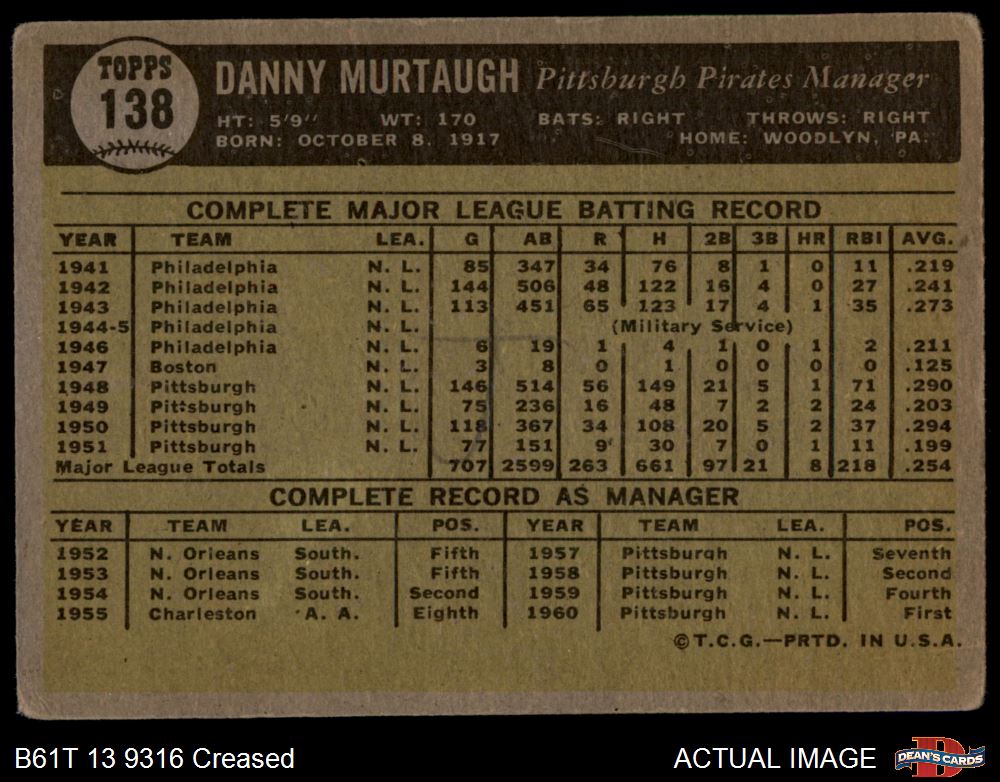 TOPPS
138
DANNY MURTAUGH Pittsburgh Pirates Manager
HT: 5'9" WT: 170 BATS: RIGHT THROWS: RIGHT
BORN: OCTOBER 8, 1917 HOME: WOODLYN, PA.
COMPLETE MAJOR LEAGUE BATTING RECORD
YEAR TEAM LEA. G AB R H 2B 3B HR RBI AVG.
1941 Philadelphia N. L. 85 347 34 76 8 1 0 11 .219
1942 Philadelphia N. L. 144 506 48 122 16 4 0 27 .241
1943 Philadelphia N. L. 113 451 65 123 17 4 1 35 .273
1944-5 Philadelphia N. L. (Military Service)
1946 Philadelphia N. L. 6 19 1 4 1 0 1 2 .211
1947 Boston N. L. 3 8 0 1 0 0 0 0 .125
1948 Pittsburgh N. L. 146 514 56 149 21 5 1 71 .290
1949 Pittsburgh N. L. 75 236 16 48 7 2 2 24 .203
1950 Pittsburgh N. L. 118 367 34 108 20 5 2 37 .294
1951 Pittsburgh N. L. 77 151 9 30 7 0 1 11 .199
Major League Totals 707 2599 263 661 97 21 8 218 .254
COMPLETE RECORD AS MANAGER
YEAR TEAM LEA. POS. YEAR TEAM LEA. POS.
1952 N. Orleans South. Fifth 1957 Pittsburgh N. L. Seventh
1953 N. Orleans South. Fifth 1958 Pittsburgh N. L. Second
1954 N. Orleans South. Second 1959 Pittsburgh N. L. Fourth
1955 Charleston A. A. Eighth 1960 Pittsburgh N. L. First
©T.C.G.—PRTD. IN U.S.A.
B61T 13 9316 Creased ACTUAL IMAGE DEAN'S CARDS